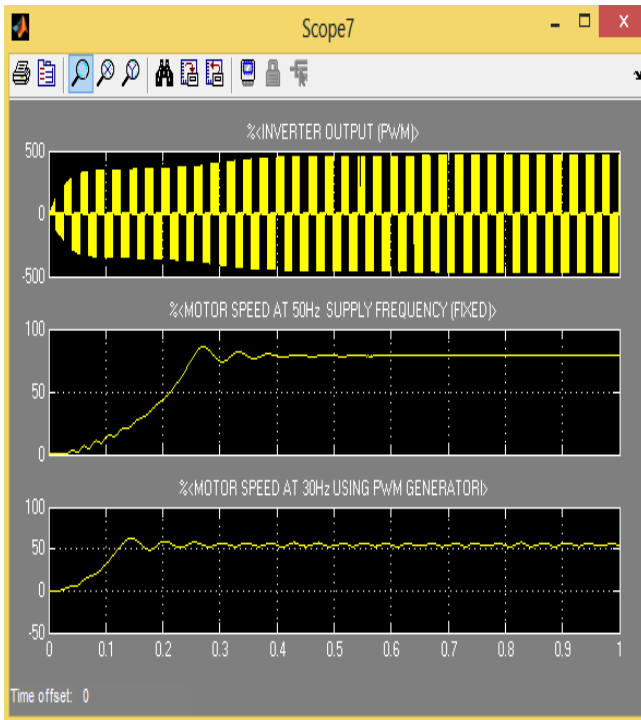 Scope7
%<INVERTER OUTPUT (PWM)>
500
0
-500
%<MOTOR SPEED AT 50Hz SUPPLY FREQUENCY (FIXED)>
100
50
0
%<MOTOR SPEED AT 30Hz USING PWM GENERATORI>
100
50
0
-50
0 0.1 0.2 0.3 0.4 0.5 0.6 0.7 0.8 0.9 1
Time offset: 0